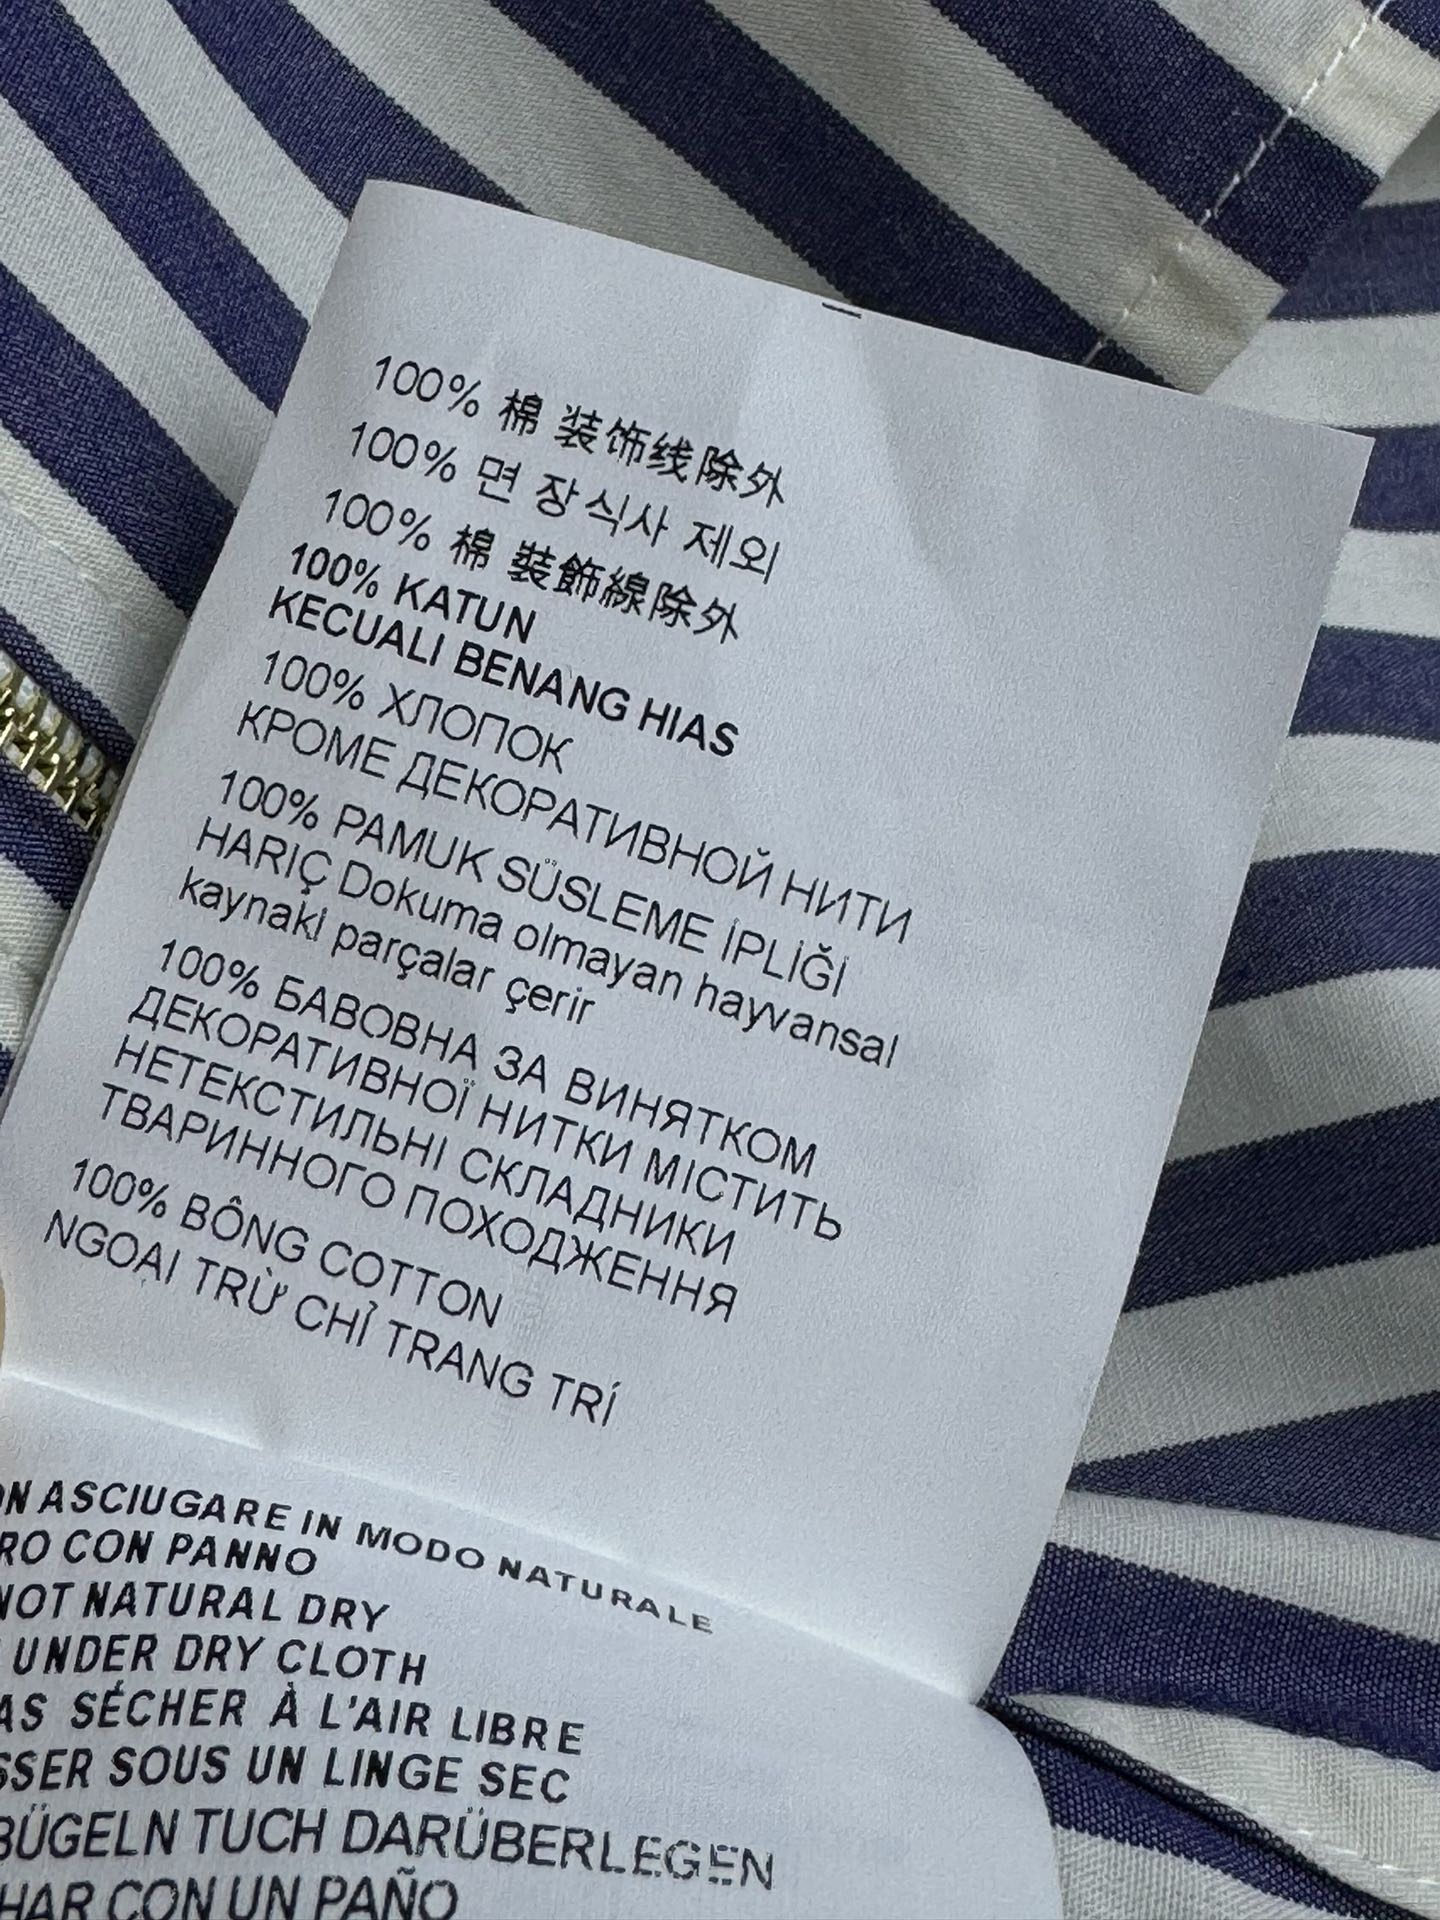 100% 棉 装饰线除外
100% 면 장식사 제외
100% 棉 裝飾線除外
100% KATUN
KECUALI BENANG HIAS
100% ХЛОПОК
КРОМЕ ДЕКОРАТИВНОЙ НИТИ
100% PAMUK SÜSLEME İPLİĞİ
HARIÇ Dokuma olmayan hayvansal
kaynakı parçalar çerir
100% БАВОВНА ЗА ВИНЯТКОМ
ДЕКОРАТИВНОЇ НИТКИ МІСТИТЬ
НЕТЕКСТИЛЬНІ СКЛАДНИКИ
ТВАРИННОГО ПОХОДЖЕННЯ
100% BÔNG COTTON
NGOẠI TRỪ CHỈ TRANG TRÍ
ASCIUGARE IN MODO NATURALE
CON PANNO
NOT NATURAL DRY
UNDER DRY CLOTH
SÉCHER À L'AIR LIBRE
SOUS UN LINGE SEC
BÜGELN TUCH DARÜBERLEGEN
CON UN PAÑO